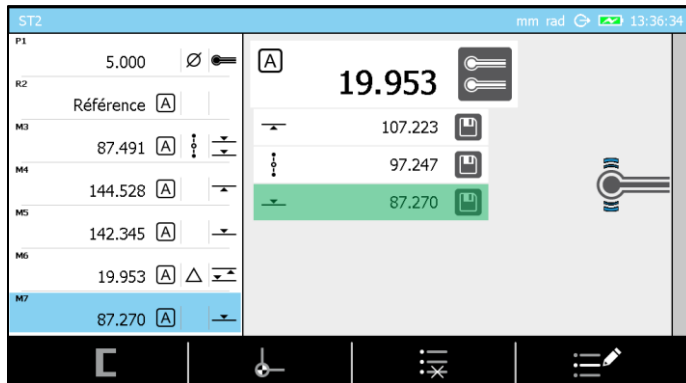 ST2
mm rad 13:36:34
P1
5.000
R2
Référence A
M3
87.491 A
M4
144.528 A
M5
142.345 A
M6
19.953 A
M7
87.270 A
A
19.953
107.223
97.247
87.270